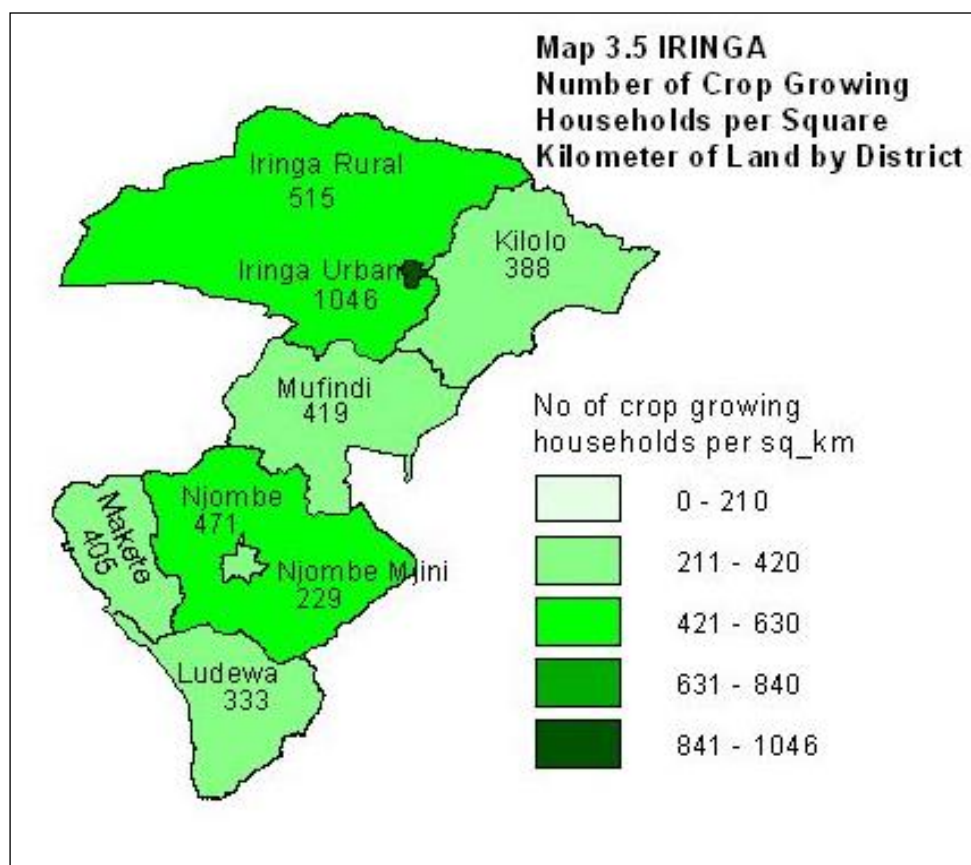 Map 3.5 IRINGA
Number of Crop Growing
Households per Square
Kilometer of Land by District
Iringa Rural
515
Kilolo
388
Iringa Urban
1046
Mufindi
419
Njombe
471
Makete
405
Njombe Mjini
229
Ludewa
333
No of crop growing
households per sq_km
0 - 210
211 - 420
421 - 630
631 - 840
841 - 1046